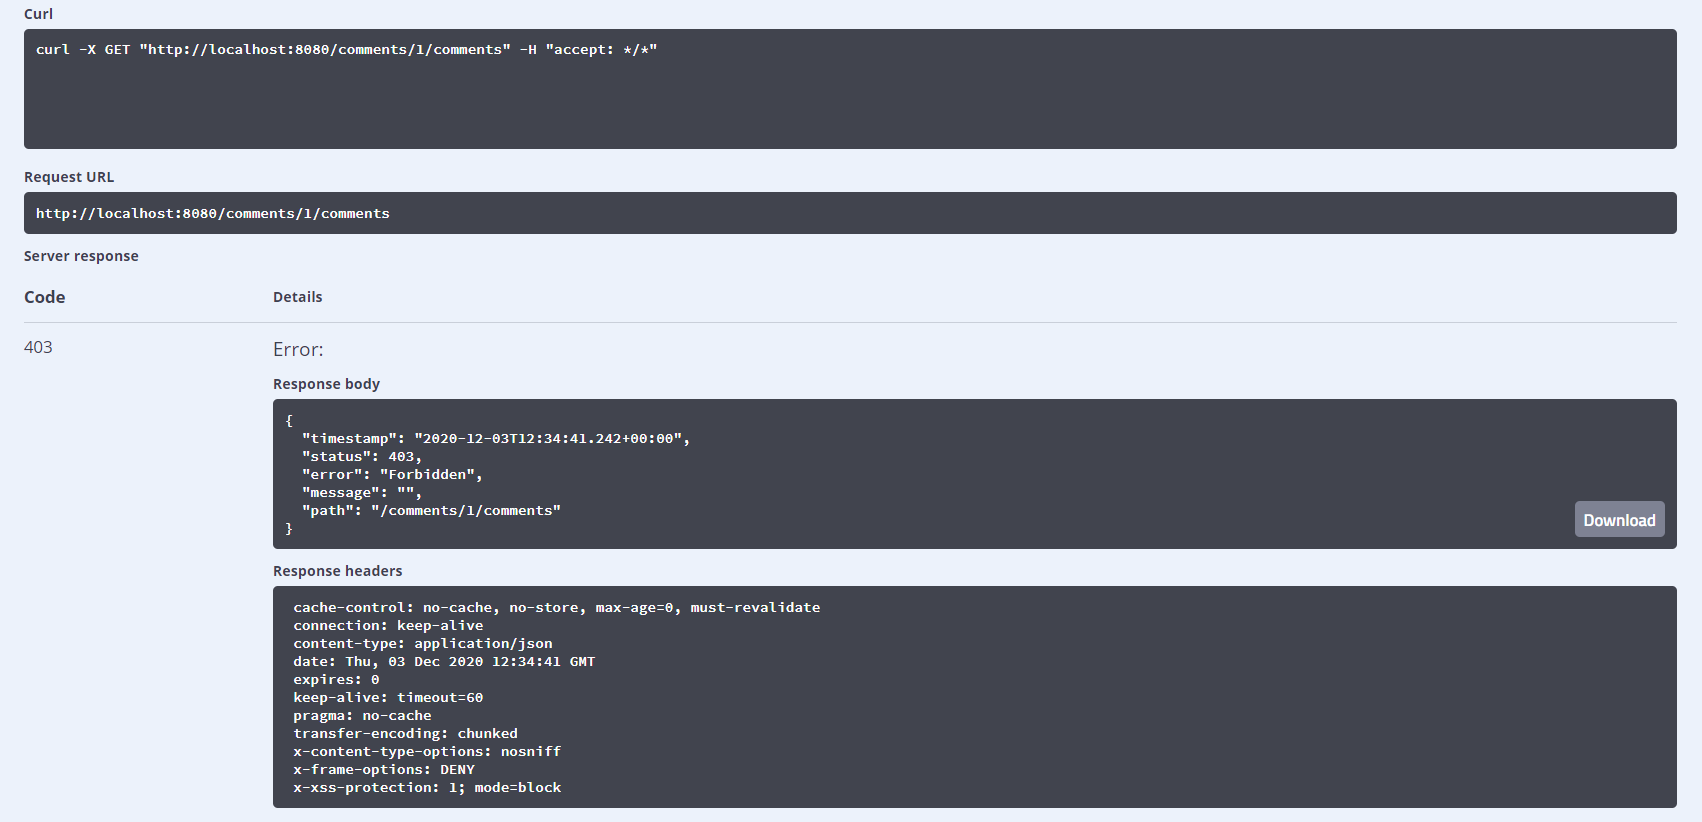 Curl
curl -X GET "http://localhost:8080/comments/1/comments" -H "accept: */*"
Request URL
http://localhost:8080/comments/1/comments
Server response
Code Details
403 Error:
Response body
{
  "timestamp": "2020-12-03T12:34:41.242+00:00",
  "status": 403,
  "error": "Forbidden",
  "message": "",
  "path": "/comments/1/comments"
}
Download
Response headers
cache-control: no-cache, no-store, max-age=0, must-revalidate
connection: keep-alive
content-type: application/json
date: Thu, 03 Dec 2020 12:34:41 GMT
expires: 0
keep-alive: timeout=60
pragma: no-cache
transfer-encoding: chunked
x-content-type-options: nosniff
x-frame-options: DENY
x-xss-protection: 1; mode=block